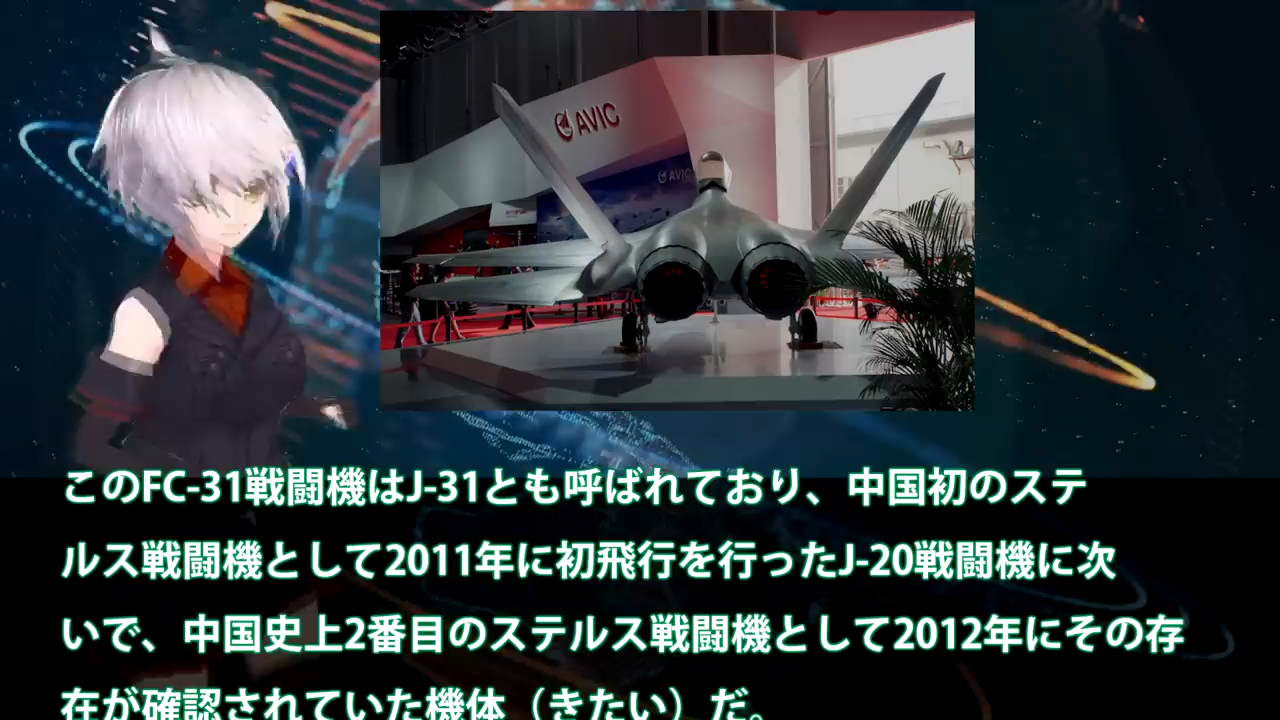 AVIC
AVIC
このFC-31戦闘機はJ-31とも呼ばれており、中国初のステ
ルス戦闘機として2011年に初飛行を行ったJ-20戦闘機に次
いで、中国史上2番目のステルス戦闘機として2012年にその存
在が確認されていた機体（きたい）だ。